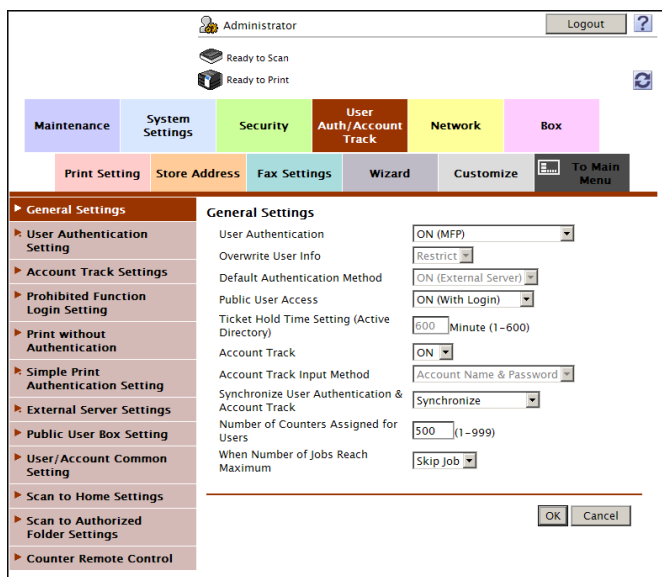 Administrator
Logout
?
Ready to Scan
Ready to Print
Maintenance
System
Settings
Security
User
Auth/Account
Track
Network
Box
Print Setting
Store Address
Fax Settings
Wizard
Customize
To Main
Menu
General Settings
User Authentication
Setting
Account Track Settings
Prohibited Function
Login Setting
Print without
Authentication
Simple Print
Authentication Setting
External Server Settings
Public User Box Setting
User/Account Common
Setting
Scan to Home Settings
Scan to Authorized
Folder Settings
Counter Remote Control
General Settings
User Authentication
ON (MFP)
Overwrite User Info
Restrict
Default Authentication Method
ON (External Server)
Public User Access
ON (With Login)
Ticket Hold Time Setting (Active
Directory)
600 Minute (1-600)
Account Track
ON
Account Track Input Method
Account Name & Password
Synchronize User Authentication &
Account Track
Synchronize
Number of Counters Assigned for
Users
500 (1-999)
When Number of Jobs Reach
Maximum
Skip Job
OK
Cancel